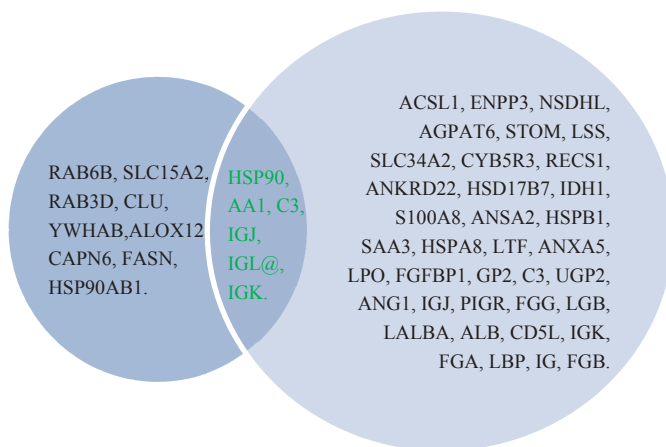 RAB6B, SLC15A2,
RAB3D, CLU,
YWHAB,ALOX12
CAPN6, FASN,
HSP90AB1.
HSP90,
AA1, C3,
IGJ,
IGL@,
IGK.
ACSL1, ENPP3, NSDHL,
AGPAT6, STOM, LSS,
SLC34A2, CYB5R3, RECS1,
ANKRD22, HSD17B7, IDH1,
S100A8, ANSA2, HSPB1,
SAA3, HSPA8, LTF, ANXA5,
LPO, FGFBP1, GP2, C3, UGP2,
ANG1, IGJ, PIGR, FGG, LGB,
LALBA, ALB, CD5L, IGK,
FGA, LBP, IG, FGB.